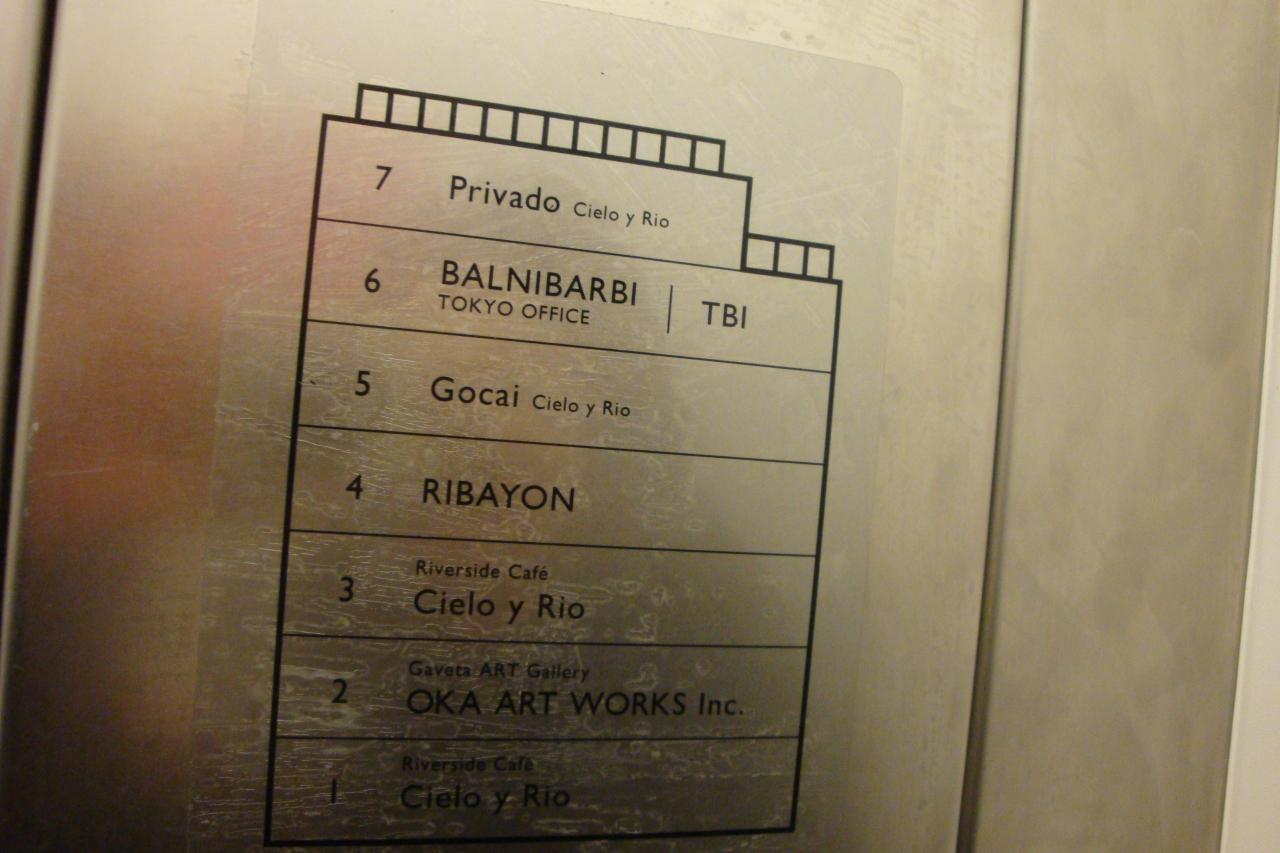 7 Privado Cielo y Rio
6 BALNIBARBI | TBI
TOKYO OFFICE
5 Gocai Cielo y Rio
4 RIBAYON
Riverside Café
3 Cielo y Rio
Gaveta ART Gallery
2 OKA ART WORKS Inc.
Riverside Café
1 Cielo y Rio